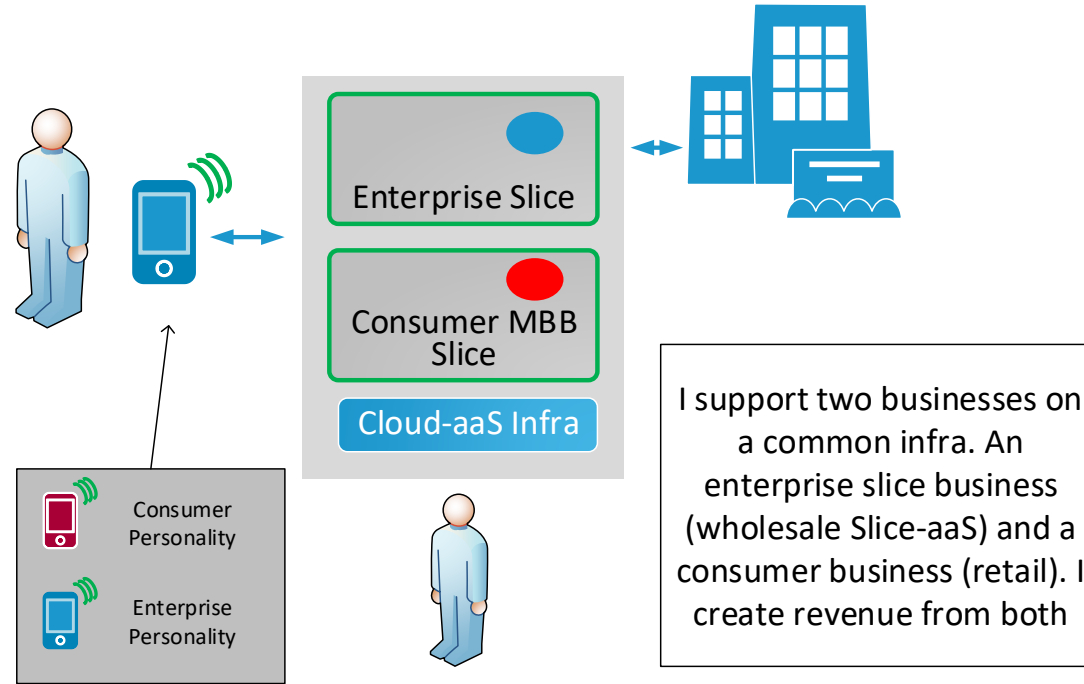 Enterprise Slice
Consumer MBB
Slice
Cloud-aaS Infra
Consumer
Personality
Enterprise
Personality
I support two businesses on
a common infra. An
enterprise slice business
(wholesale Slice-aaS) and a
consumer business (retail). I
create revenue from both